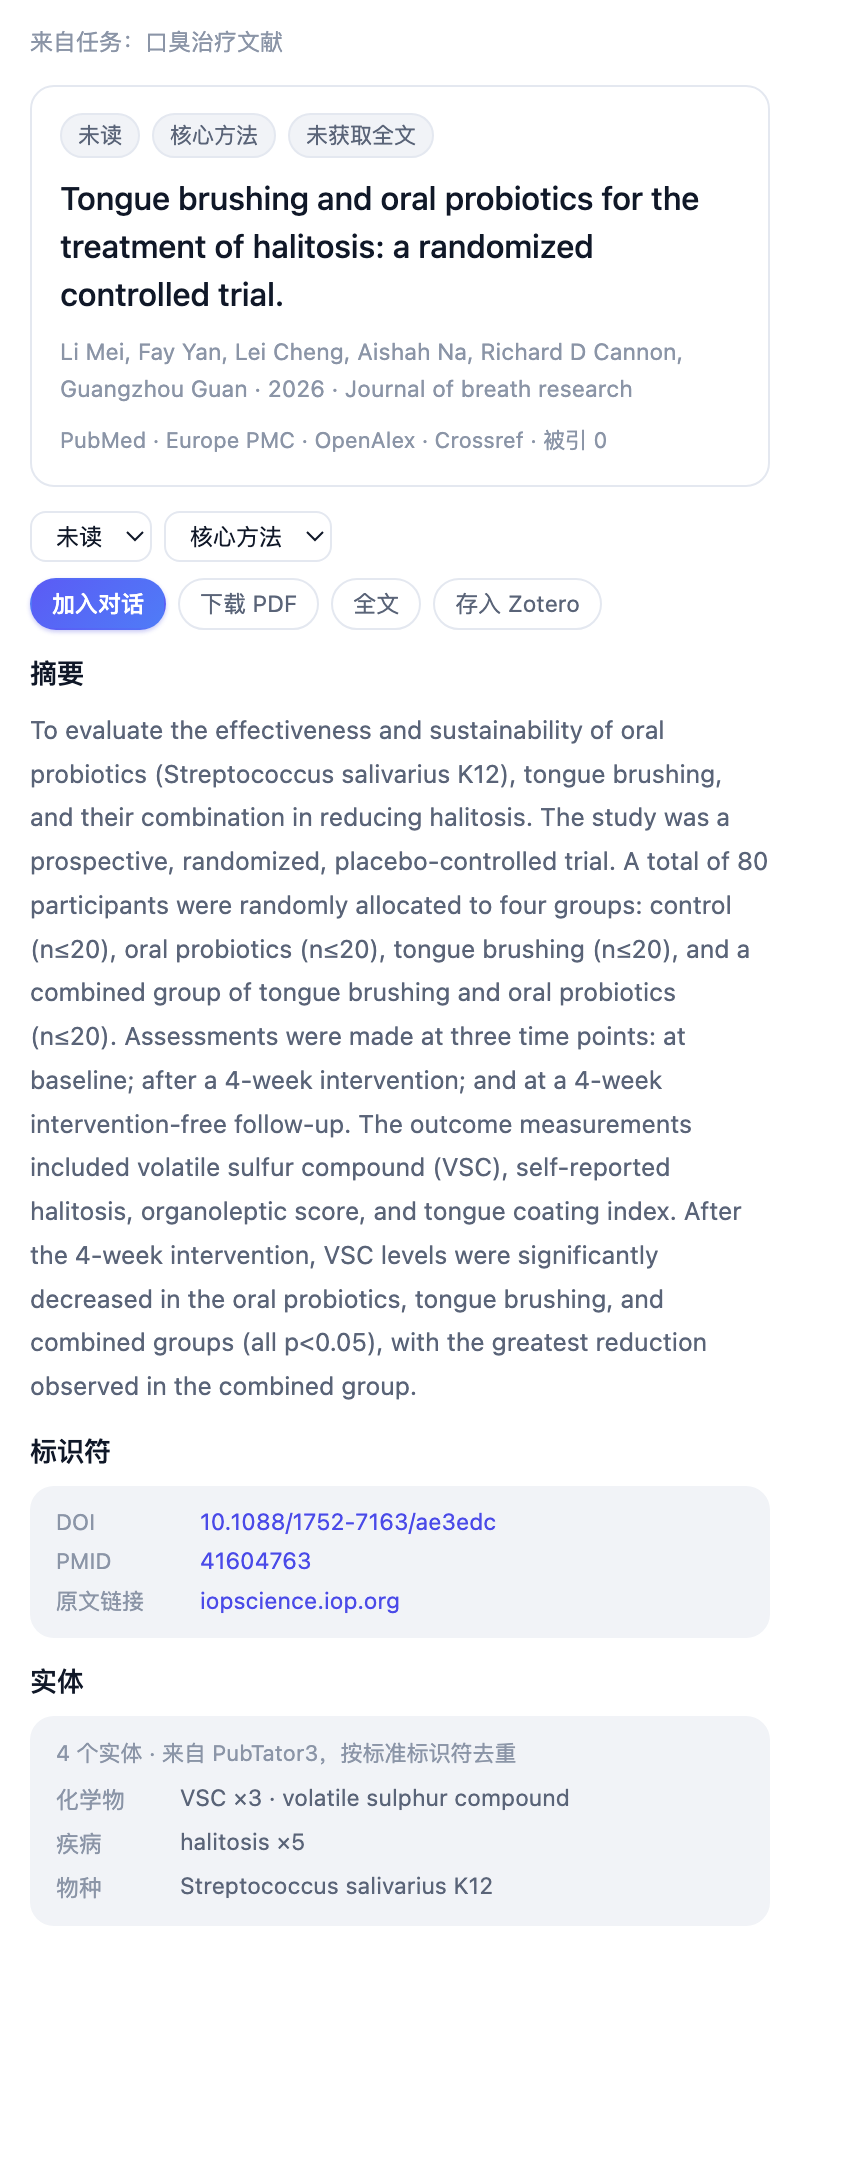 来自任务：口臭治疗文献
未读 核心方法 未获取全文
Tongue brushing and oral probiotics for the
treatment of halitosis: a randomized
controlled trial.
Li Mei, Fay Yan, Lei Cheng, Aishah Na, Richard D Cannon,
Guangzhou Guan · 2026 · Journal of breath research
PubMed · Europe PMC · OpenAlex · Crossref · 被引 0
未读 核心方法
加入对话 下载 PDF 全文 存入 Zotero
摘要
To evaluate the effectiveness and sustainability of oral
probiotics (Streptococcus salivarius K12), tongue brushing,
and their combination in reducing halitosis. The study was a
prospective, randomized, placebo-controlled trial. A total of 80
participants were randomly allocated to four groups: control
(n≤20), oral probiotics (n≤20), tongue brushing (n≤20), and a
combined group of tongue brushing and oral probiotics
(n≤20). Assessments were made at three time points: at
baseline; after a 4-week intervention; and at a 4-week
intervention-free follow-up. The outcome measurements
included volatile sulfur compound (VSC), self-reported
halitosis, organoleptic score, and tongue coating index. After
the 4-week intervention, VSC levels were significantly
decreased in the oral probiotics, tongue brushing, and
combined groups (all p<0.05), with the greatest reduction
observed in the combined group.
标识符
DOI 10.1088/1752-7163/ae3edc
PMID 41604763
原文链接 iopscience.iop.org
实体
4 个实体 · 来自 PubTator3，按标准标识符去重
化学物 VSC ×3 · volatile sulphur compound
疾病 halitosis ×5
物种 Streptococcus salivarius K12